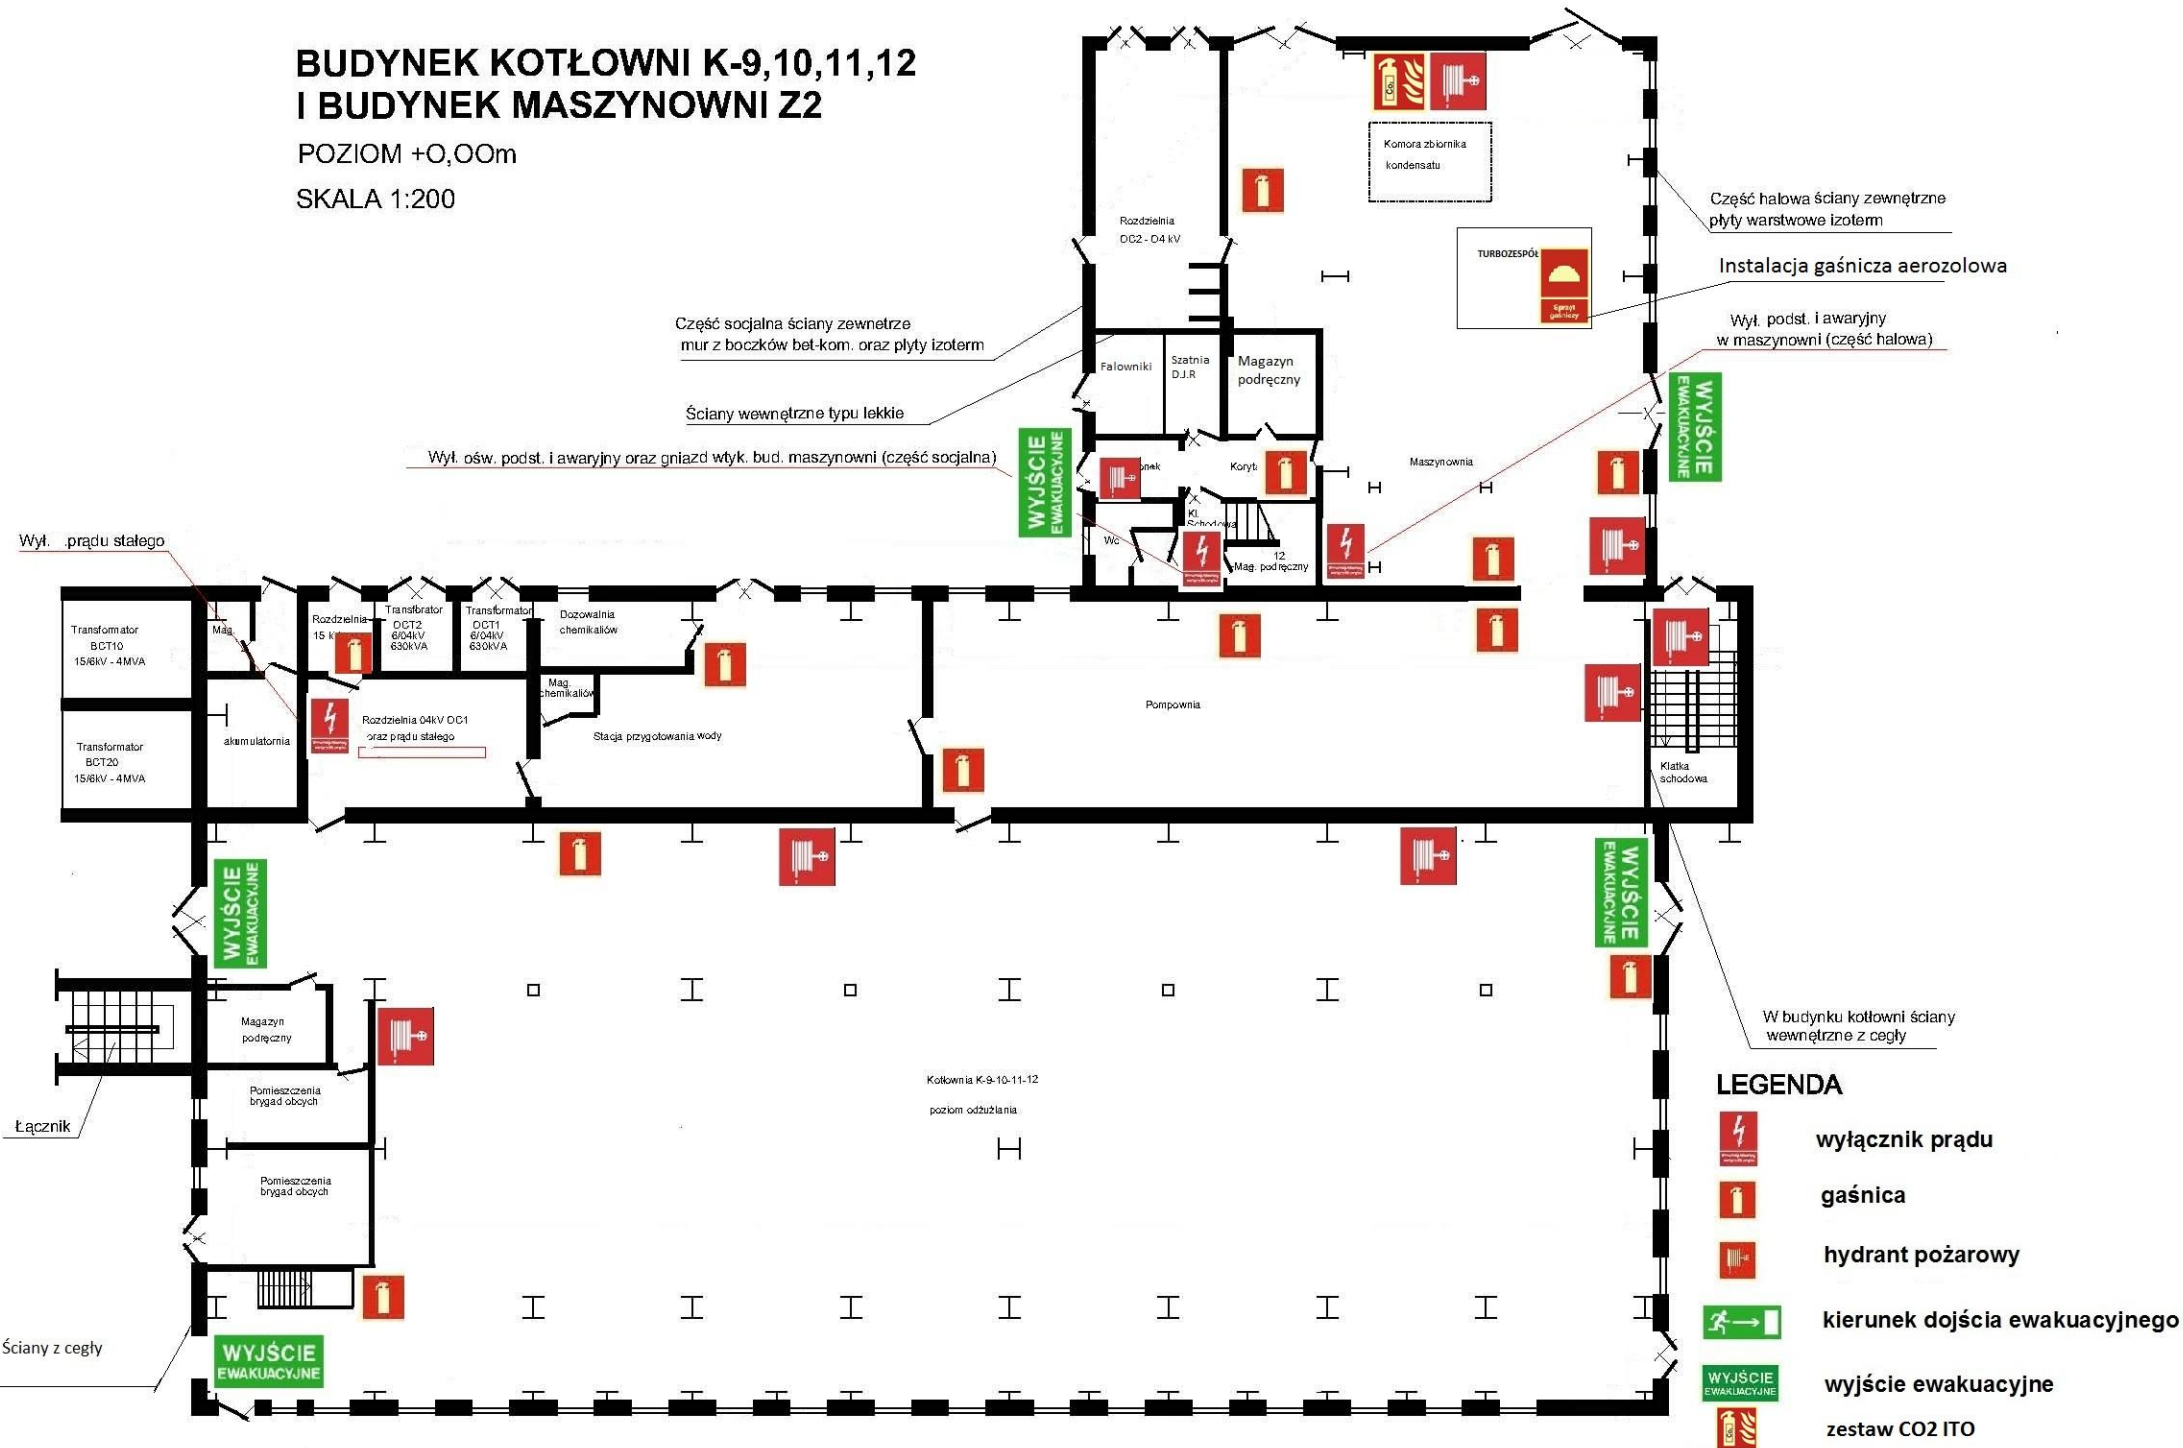 BUDYNEK KOTŁOWNI K-9,10,11,12
I BUDYNEK MASZYNOWNI Z2
POZIOM +O,OOm
SKALA 1:200
Komora zbiornika
kondensatu
Rozdzielnia
OC2 - O4 kV
TURBOZESPÓŁ
Sprzęt
gaśniczy
Część halowa ściany zewnętrzne
płyty warstwowe izoterm
Instalacja gaśnicza aerozolowa
Wył. podst. i awaryjny
w maszynowni (część halowa)
Część socjalna ściany zewnetrze
mur z boczków bet-kom. oraz plyty izoterm
Ściany wewnętrzne typu lekkie
Wył. ośw. podst. i awaryjny oraz gniazd wtyk. bud. maszynowni (część socjalna)
Falowniki
Szatnia
D.J.R
Magazyn
podręczny
WYJŚCIE
EWAKUACYJNE
WYJŚCIE
EWAKUACYJNE
Koryt
Maszynownia
Kl.
Schodowa
Wc
12
Mag. podręczny
Wył. .prądu stałego
Transformator
BCT10
15/6kV - 4MVA
Mag.
Rozdzielnia
15 k
Transfbrator
OCT2
6/04kV
630kVA
Transformator
OCT1
6/04kV
630kVA
Dozowalnia
chemikaliów
Mag.
chemikaliów
Transformator
BCT20
15/6kV - 4MVA
akumulatornia
Rozdzielnia 04kV OC1
oraz prądu stałego
Stacja przygotowania wody
Pompownia
Klatka
schodowa
WYJŚCIE
EWAKUACYJNE
WYJŚCIE
EWAKUACYJNE
Magazyn
podręczny
Pomieszczenia
brygad obcych
Pomieszczenia
brygad obcych
Łącznik
Kotłownia K-9-10-11-12
poziom odżużlania
W budynku kotłowni ściany
wewnętrzne z cegły
Ściany z cegły
WYJŚCIE
EWAKUACYJNE
LEGENDA
wyłącznik prądu
gaśnica
hydrant pożarowy
kierunek dojścia ewakuacyjnego
WYJŚCIE
EWAKUACYJNE
wyjście ewakuacyjne
zestaw CO2 ITO